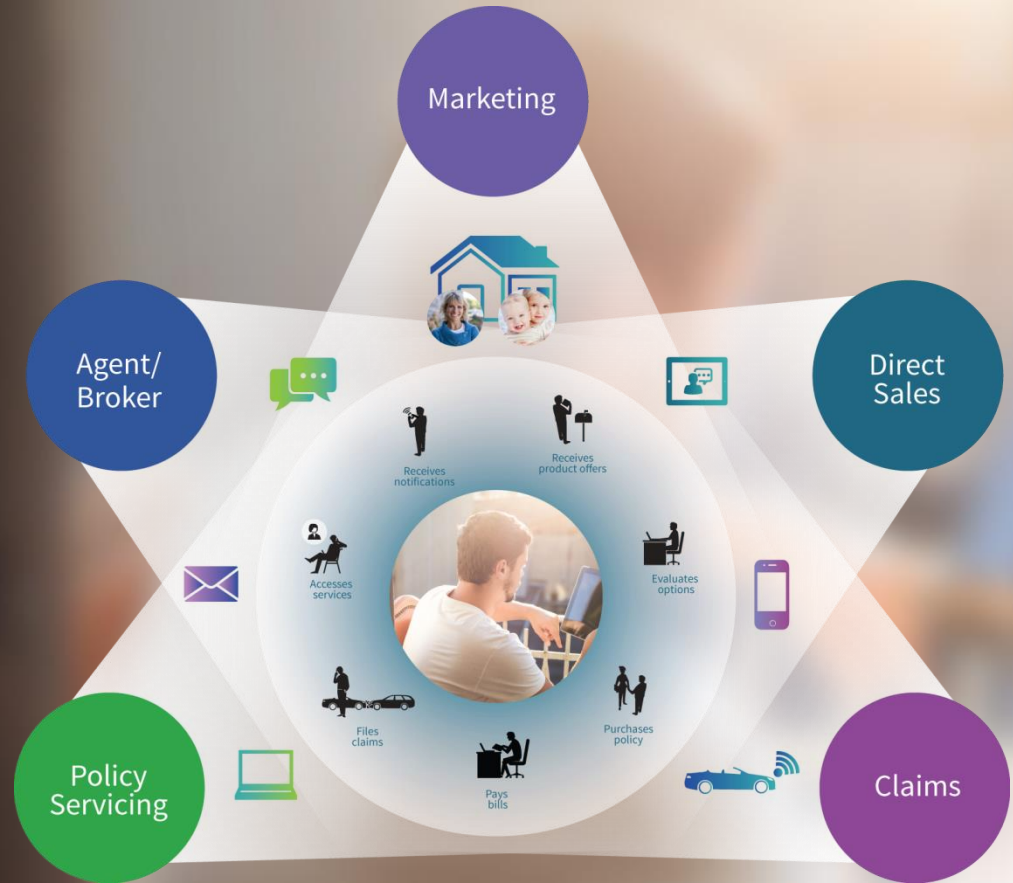 Marketing
Agent/
Broker
Direct
Sales
Receives
notifications
Receives
product offers
Accesses
services
Evaluates
options
Files
claims
Purchases
policy
Pays
bills
Policy
Servicing
Claims